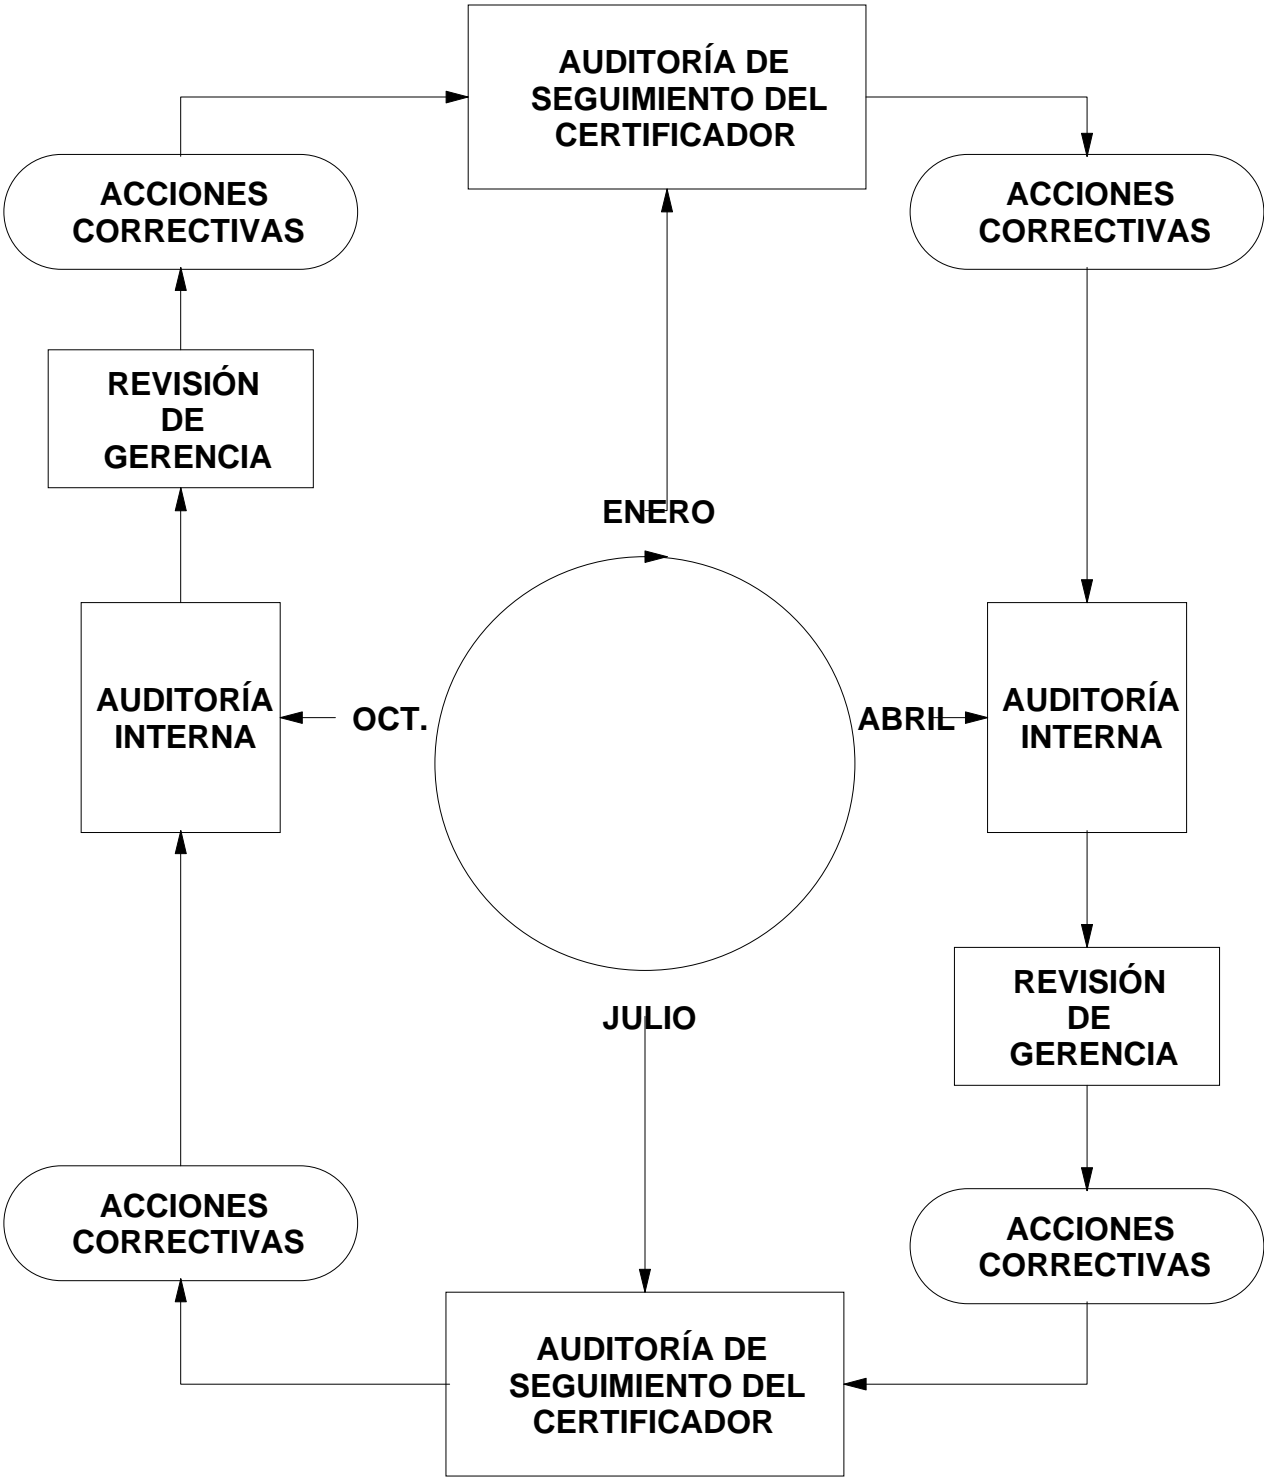 AUDITORÍA DE
SEGUIMIENTO DEL
CERTIFICADOR
ACCIONES
CORRECTIVAS
ACCIONES
CORRECTIVAS
REVISIÓN
DE
GERENCIA
ENERO
AUDITORÍA
INTERNA
OCT.
ABRIL
AUDITORÍA
INTERNA
JULIO
REVISIÓN
DE
GERENCIA
ACCIONES
CORRECTIVAS
ACCIONES
CORRECTIVAS
AUDITORÍA DE
SEGUIMIENTO DEL
CERTIFICADOR